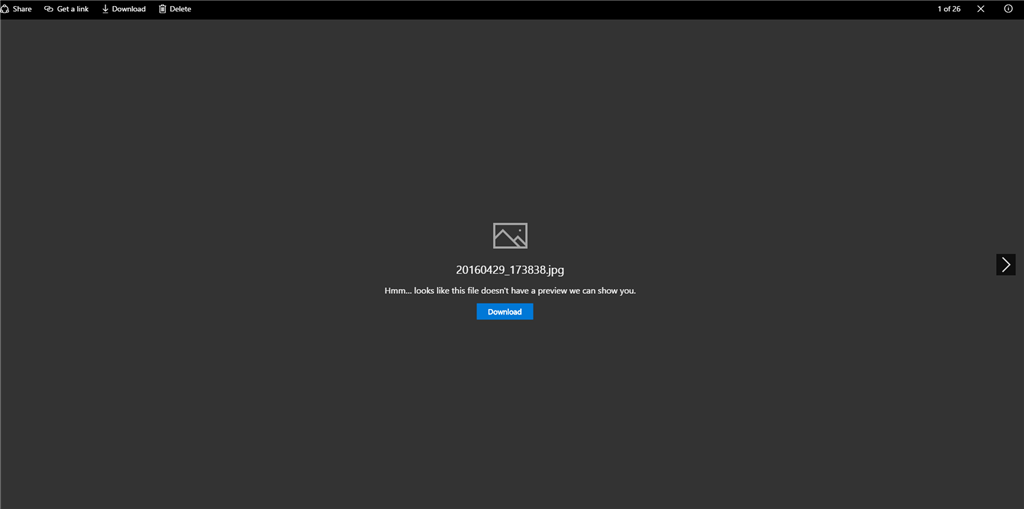 Share Get a link Download Delete 1 of 26
20160429_173838.jpg
Hmm... looks like this file doesn't have a preview we can show you.
Download